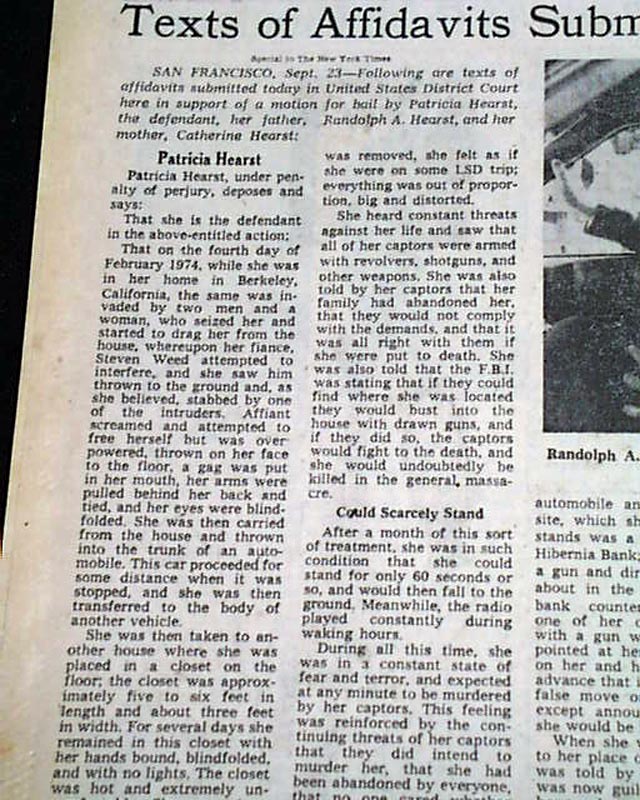 Texts of Affidavits Subm
Special to The New York Times
SAN FRANCISCO, Sept. 23—Following are texts of
affidavits submitted today in United States District Court
here in support of a motion for bail by Patricia Hearst,
the defendant, her father, Randolph A. Hearst, and her
mother, Catherine Hearst:
Patricia Hearst
Patricia Hearst, under pen-
alty of perjury, deposes and
says:
That she is the defendant
in the above-entitled action;
That on the fourth day of
February 1974, while she was
in her home in Berkeley,
California, the same was in-
vaded by two men and a
woman, who seized her and
started to drag her from the
house, whereupon her fiance,
Steven Weed attempted to
interfere, and she saw him
thrown to the ground and, as
she believed, stabbed by one
of the intruders. Affiant
screamed and attempted to
free herself but was over
powered, thrown on her face
to the floor, a gag was put
in her mouth, her arms were
pulled behind her back and
tied, and her eyes were blind-
folded. She was then carried
from the house and thrown
into the trunk of an auto-
mobile. This car proceeded for
some distance when it was
stopped, and she was then
transferred to the body of
another vehicle.
She was then taken to an-
other house where she was
placed in a closet on the
floor; the closet was approx-
imately five to six feet in
length and about three feet
in width. For several days she
remained in this closet with
her hands bound, blindfolded,
and with no lights. The closet
was hot and extremely un-
was removed, she felt as if
she were on some LSD trip;
everything was out of propor-
tion, big and distorted.
She heard constant threats
against her life and saw that
all of her captors were armed
with revolvers, shotguns, and
other weapons. She was also
told by her captors that her
family had abandoned her,
that they would not comply
with the demands, and that it
was all right with them if
she were put to death. She
was also told that the F.B.I.
was stating that if they could
find where she was located
they would bust into the
house with drawn guns, and
if they did so, the captors
would fight to the death, and
she would undoubtedly be
killed in the general, massa-
cre.
Could Scarcely Stand
After a month of this sort
of treatment, she was in such
condition that she could
stand for only 60 seconds or
so, and would then fall to the
ground. Meanwhile, the radio
played constantly during
waking hours.
During all this time, she
was in a constant state of
fear and terror, and expected
at any minute to be murdered
by her captors. This feeling
was reinforced by the con-
tinuing threats of her captors
that they did intend to
murder her, that she had
been abandoned by everyone,
that no one cared whether
Randolph A.
automobile an
site, which sh
stands was a
Hibernia Bank;
a gun and dir
about in the
bank counte
one of her c
with a gun w
pointed at he
on her and h
advance that i
false move o
except annou
she would be
When she
to her place o
was told by
was now gui